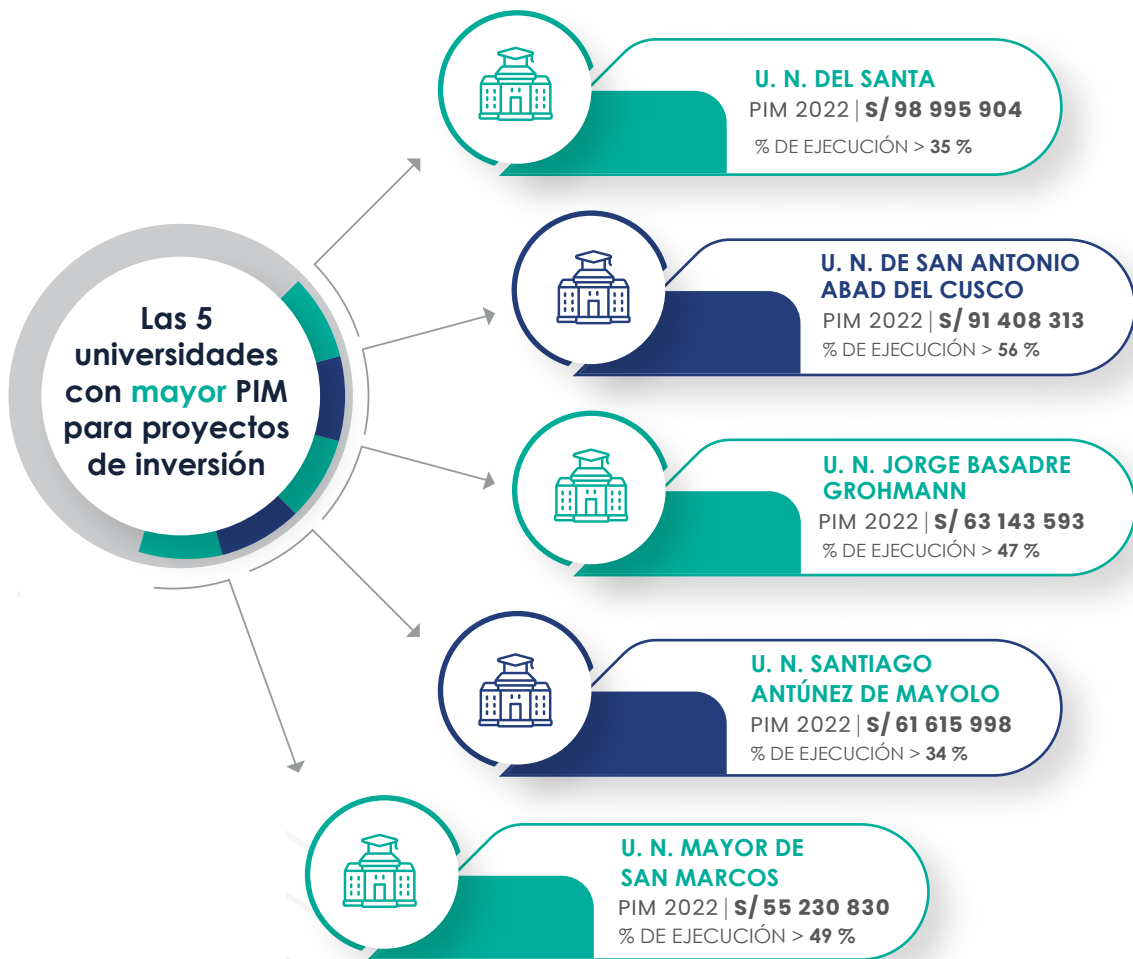 Las 5
universidades
con mayor PIM
para proyectos
de inversión
U. N. DEL SANTA
PIM 2022 | S/ 98 995 904
% DE EJECUCIÓN > 35 %
U. N. DE SAN ANTONIO
ABAD DEL CUSCO
PIM 2022 | S/ 91 408 313
% DE EJECUCIÓN > 56 %
U. N. JORGE BASADRE
GROHMANN
PIM 2022 | S/ 63 143 593
% DE EJECUCIÓN > 47 %
U. N. SANTIAGO
ANTÚNEZ DE MAYOLO
PIM 2022 | S/ 61 615 998
% DE EJECUCIÓN > 34 %
U. N. MAYOR DE
SAN MARCOS
PIM 2022 | S/ 55 230 830
% DE EJECUCIÓN > 49 %